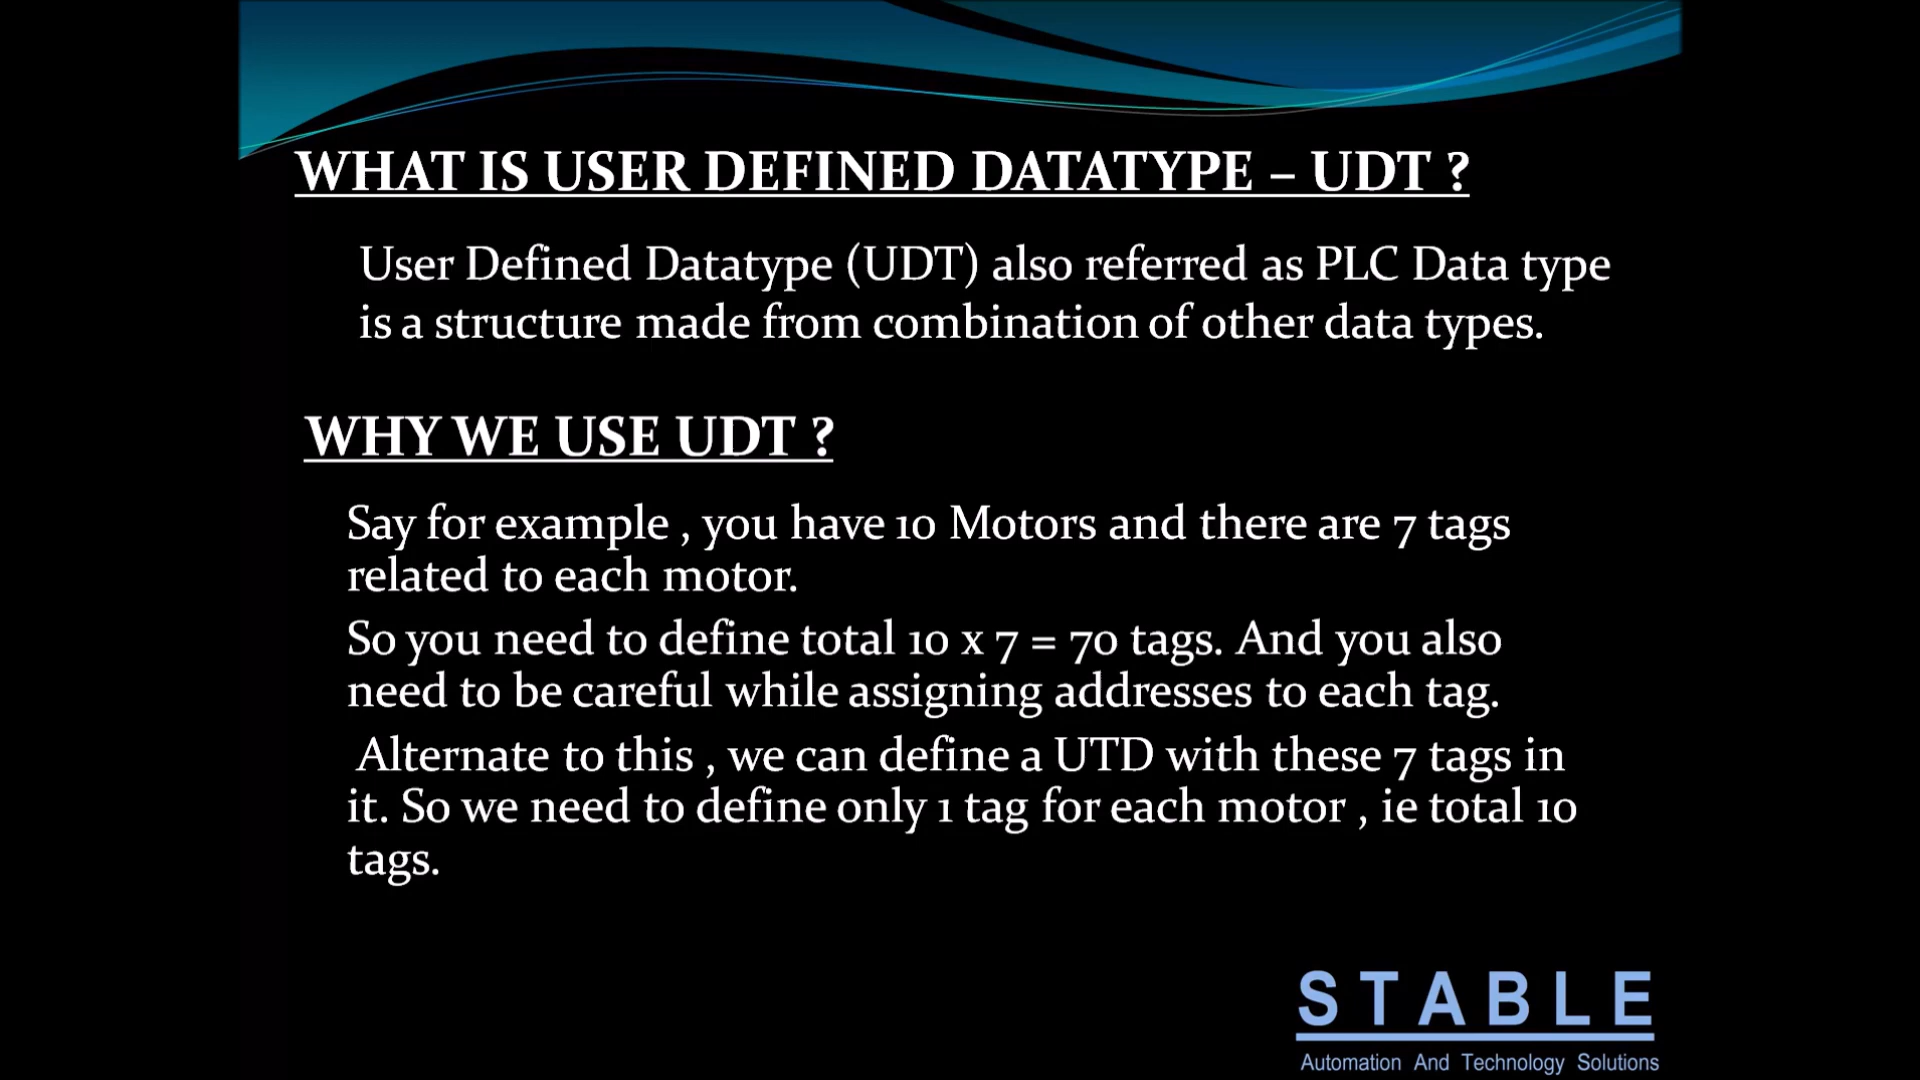 WHAT IS USER DEFINED DATATYPE – UDT ?
User Defined Datatype (UDT) also referred as PLC Data type
is a structure made from combination of other data types.
WHY WE USE UDT ?
Say for example , you have 10 Motors and there are 7 tags
related to each motor.
So you need to define total 10 x 7 = 70 tags. And you also
need to be careful while assigning addresses to each tag.
Alternate to this , we can define a UTD with these 7 tags in
it. So we need to define only 1 tag for each motor , ie total 10
tags.
STABLE
Automation And Technology Solutions